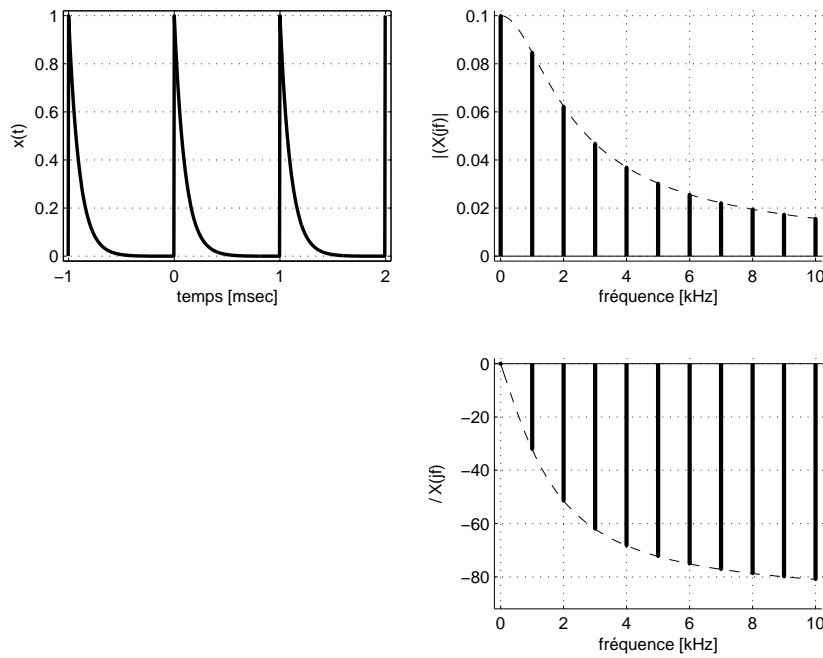 1
0.8
0.6
0.4
0.2
0
x(t)
−1 0 1 2
temps [msec]
0.1
0.08
0.06
0.04
0.02
0
|(X(jf)|
0 2 4 6 8 10
fréquence [kHz]
0
−20
−40
−60
−80
/ X(jf)
0 2 4 6 8 10
fréquence [kHz]